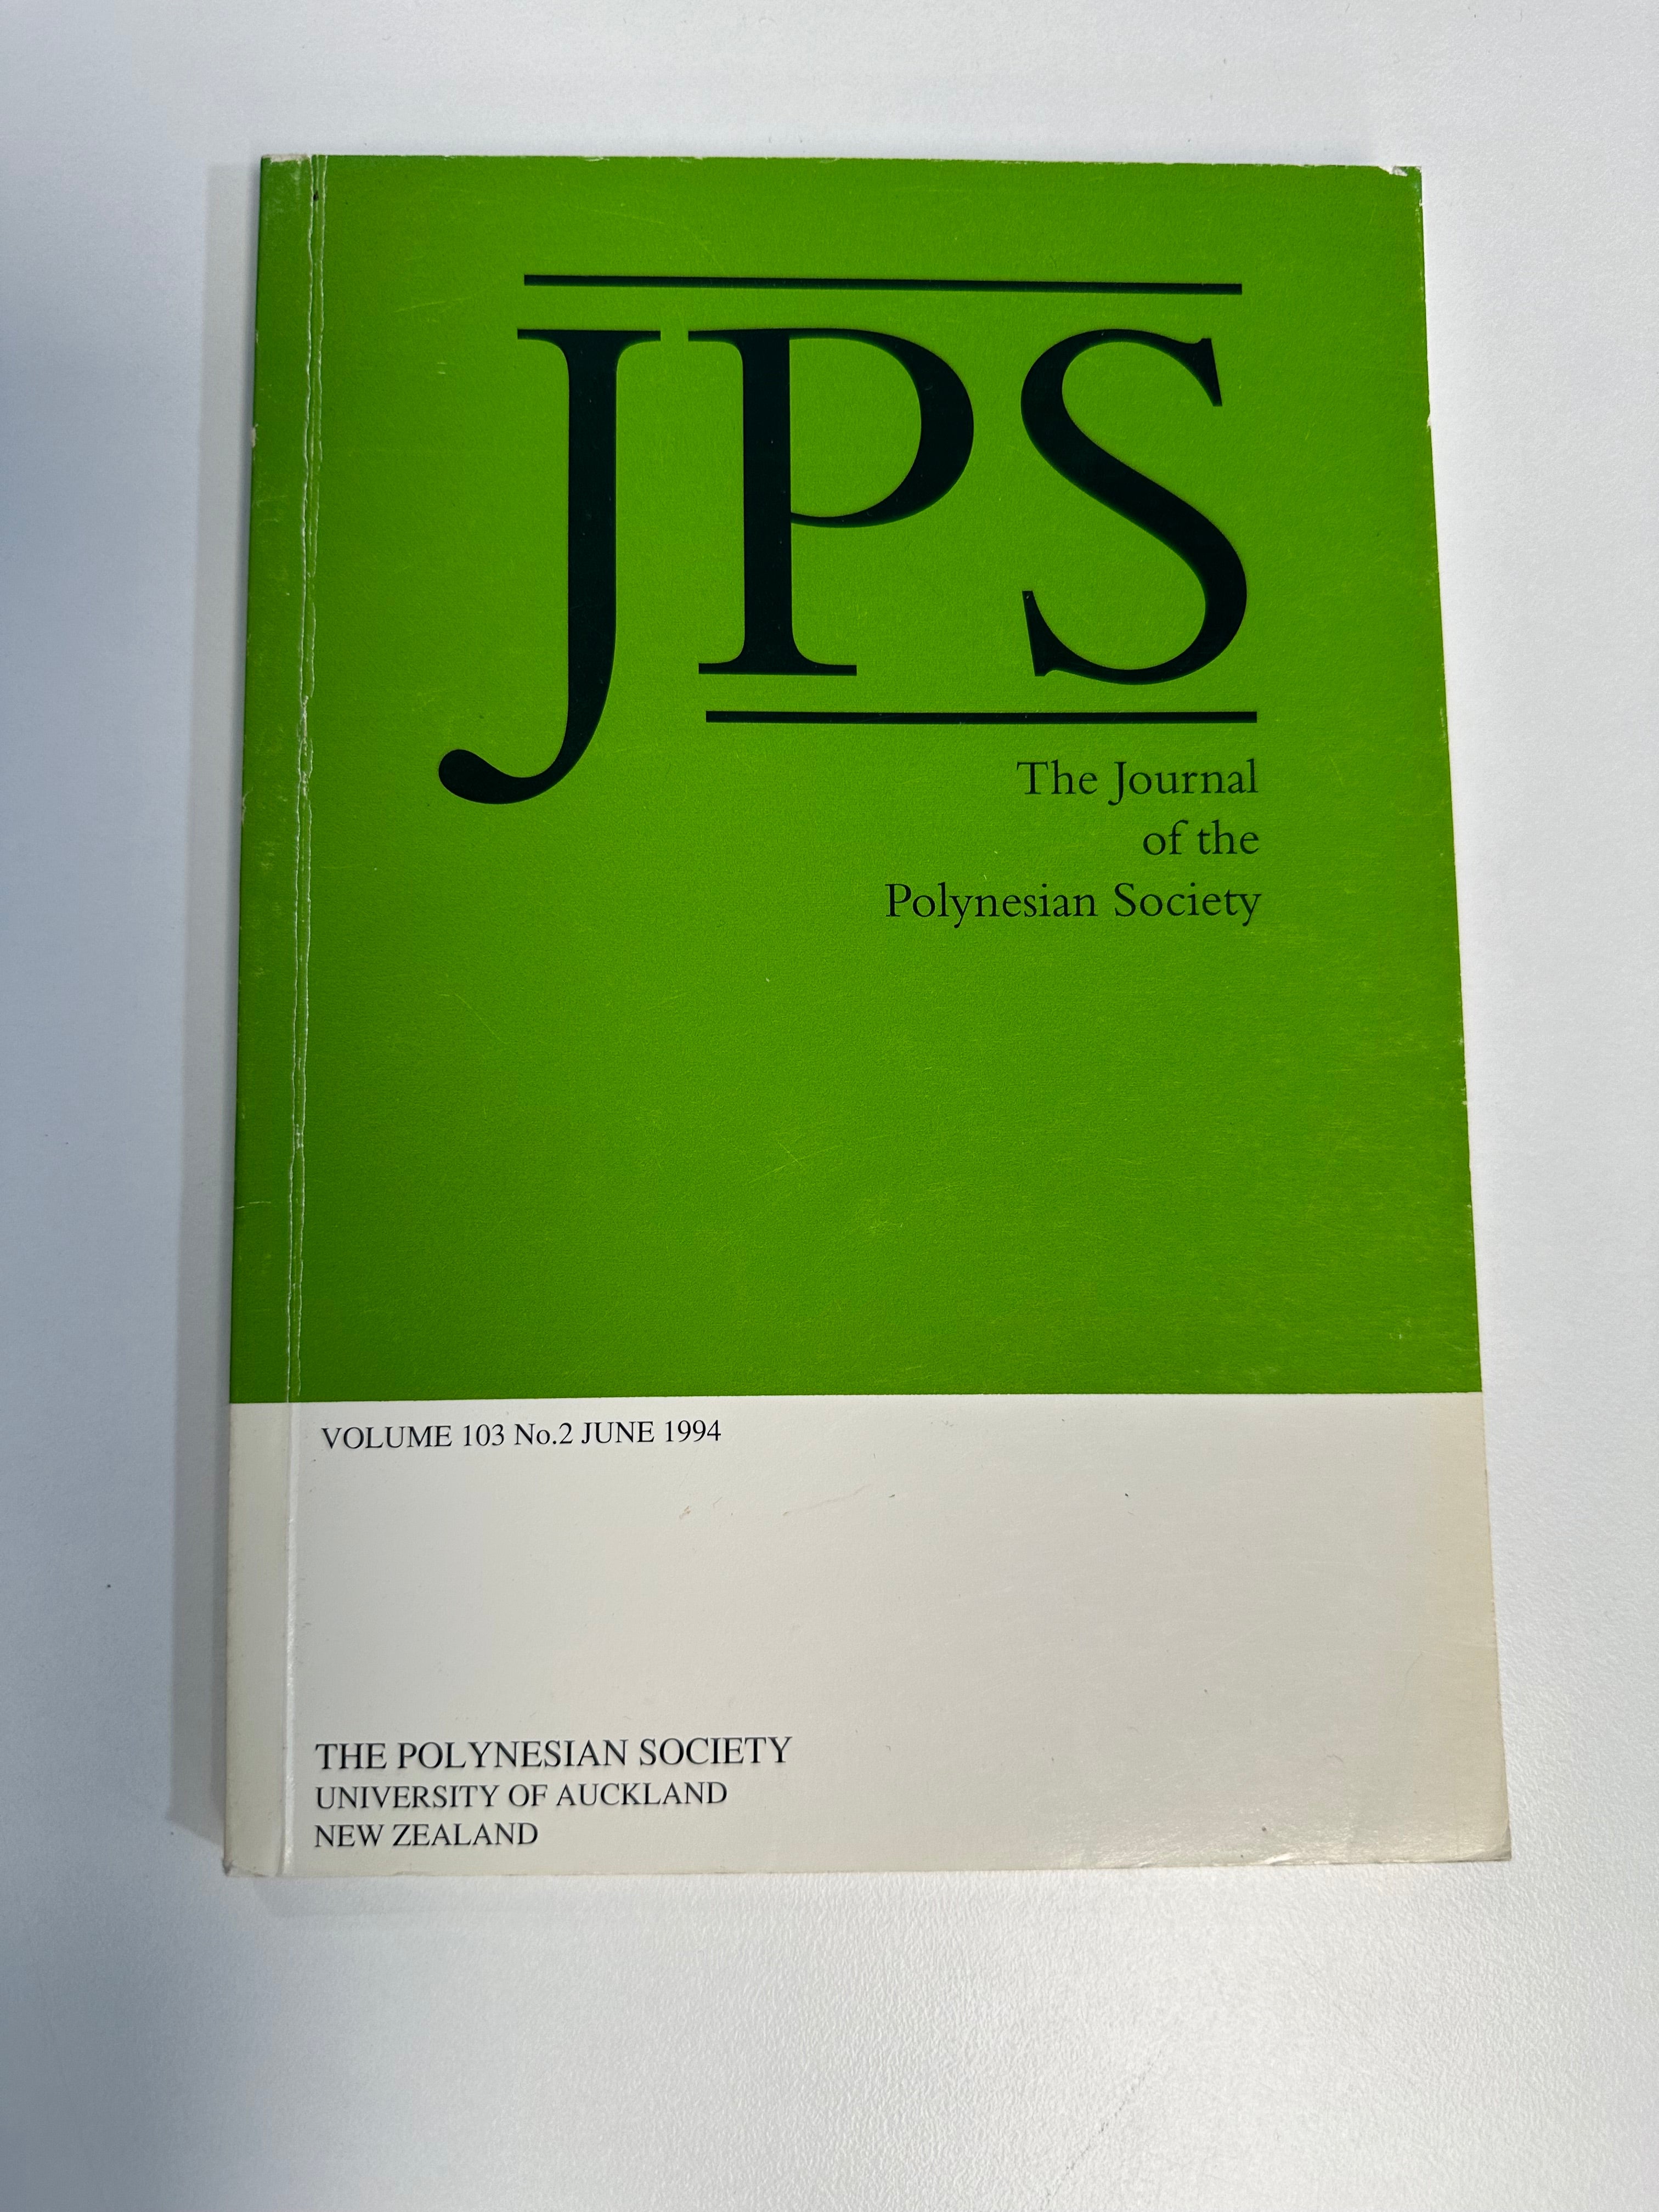 JPS
The Journal
of the
Polynesian Society
VOLUME 103 No.2 JUNE 1994
THE POLYNESIAN SOCIETY
UNIVERSITY OF AUCKLAND
NEW ZEALAND